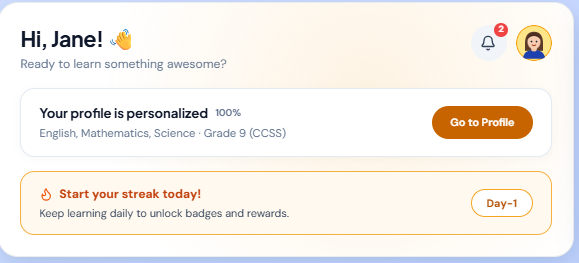 Hi, Jane! 👋
2
Ready to learn something awesome?
Your profile is personalized 100%
English, Mathematics, Science · Grade 9 (CCSS)
Go to Profile
Start your streak today!
Keep learning daily to unlock badges and rewards.
Day-1